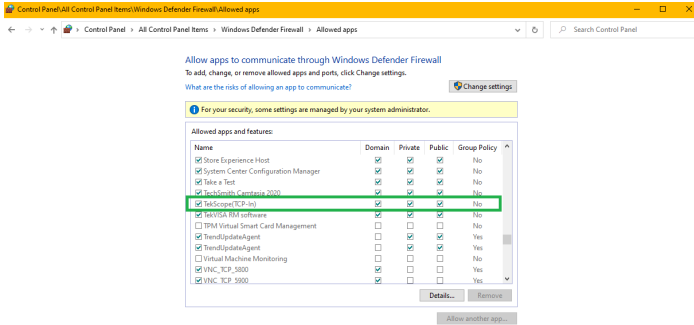 Control Panel\All Control Panel Items\Windows Defender Firewall\Allowed apps
Control Panel > All Control Panel Items > Windows Defender Firewall > Allowed apps
Search Control Panel
Allow apps to communicate through Windows Defender Firewall
To add, change, or remove allowed apps and ports, click Change settings.
What are the risks of allowing an app to communicate?
Change settings
For your security, some settings are managed by your system administrator.
Allowed apps and features:
Name Domain Private Public Group Policy
Store Experience Host No
System Center Configuration Manager No
Take a Test No
TechSmith Camtasia 2020 No
TekScope(TCP-In) No
TekVISA RM software No
TPM Virtual Smart Card Management No
TrendUpdateAgent Yes
TrendUpdateAgent Yes
Virtual Machine Monitoring No
VNC_TCP_5800 Yes
VNC_TCP_5900 Yes
Details... Remove
Allow another app...